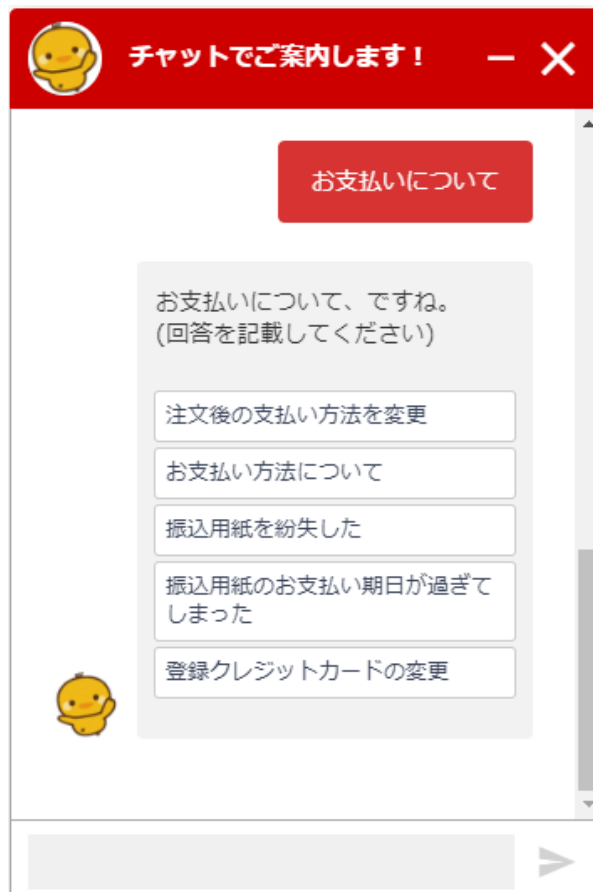 チャットでご案内します！
お支払いについて
お支払いについて、ですね。
(回答を記載してください)
注文後の支払い方法を変更
お支払い方法について
振込用紙を紛失した
振込用紙のお支払い期日が過ぎて
しまった
登録クレジットカードの変更